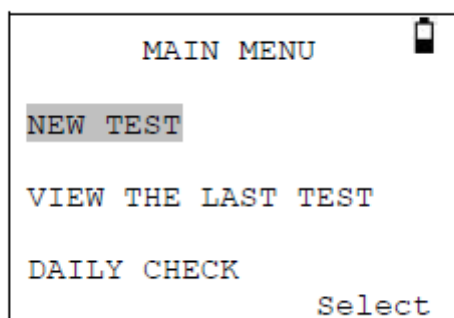 MAIN MENU
NEW TEST
VIEW THE LAST TEST
DAILY CHECK
Select